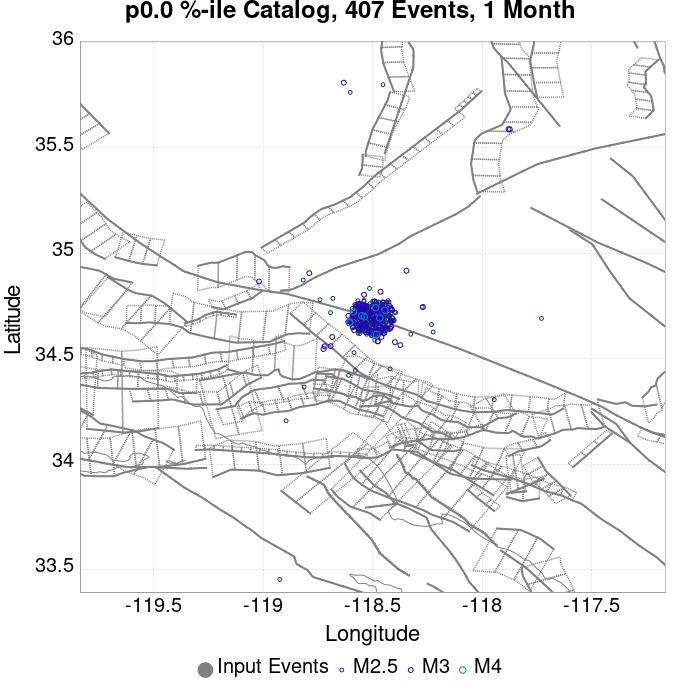 p0.0 %-ile Catalog, 407 Events, 1 Month
36
35.5
35
34.5
34
33.5
Latitude
-119.5 -119 -118.5 -118 -117.5
Longitude
Input Events M2.5 M3 M4